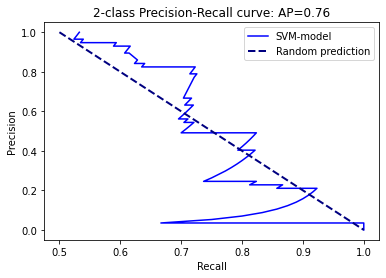 2-class Precision-Recall curve: AP=0.76
SVM-model
Random prediction
1.0
0.8
0.6
0.4
0.2
0.0
Precision
0.5 0.6 0.7 0.8 0.9 1.0
Recall